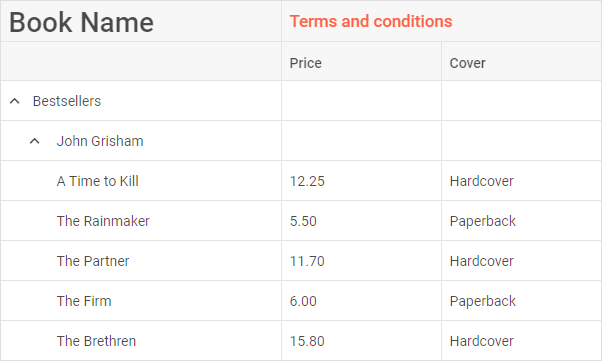 Book Name Terms and conditions
Price Cover
Bestsellers
John Grisham
A Time to Kill 12.25 Hardcover
The Rainmaker 5.50 Paperback
The Partner 11.70 Hardcover
The Firm 6.00 Paperback
The Brethren 15.80 Hardcover